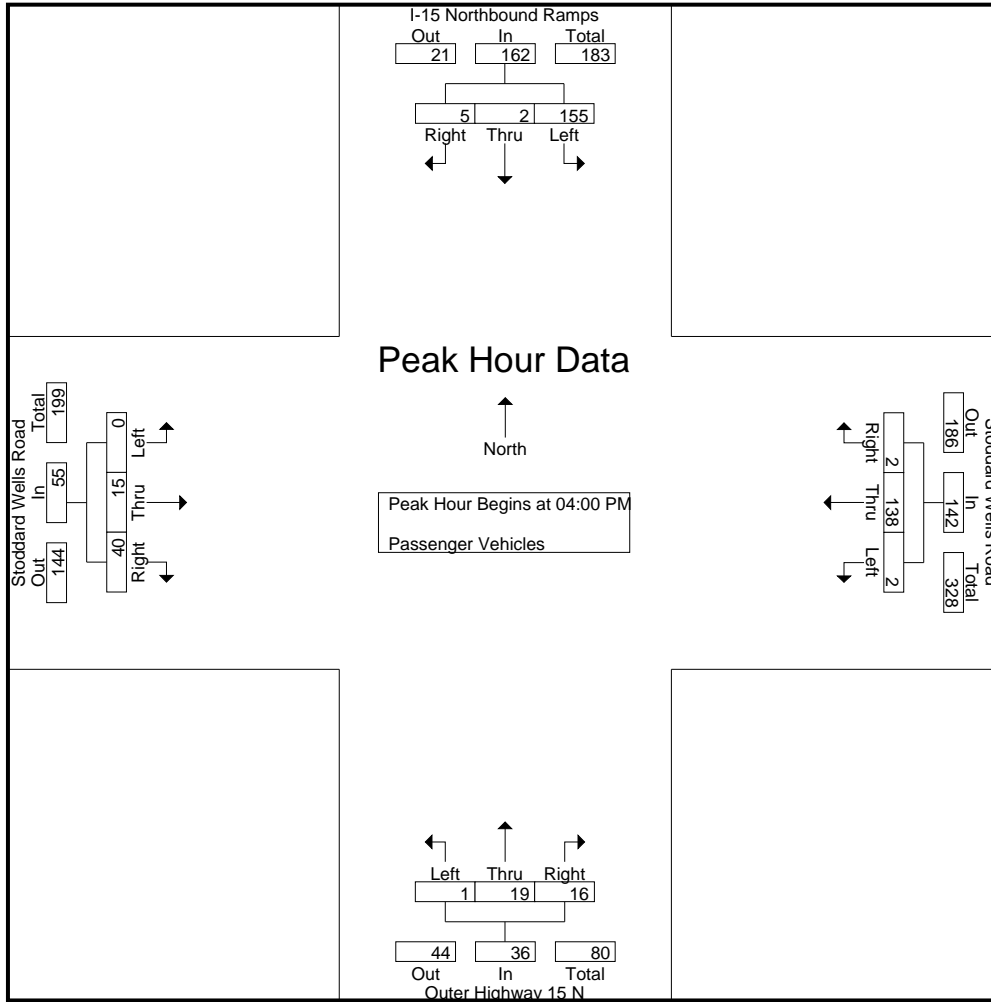 I-15 Northbound Ramps
Out In Total
21 162 183
5 2 155
Right Thru Left
Peak Hour Data
North
Peak Hour Begins at 04:00 PM
Passenger Vehicles
Stoddard Wells Road
Out In Total
144 55 199
0 15 40
Left Thru Right
Stoddard Wells Road
Out In Total
186 142 328
2 138 2
Right Thru Left
Left Thru Right
1 19 16
44 36 80
Out In Total
Outer Highway 15 N